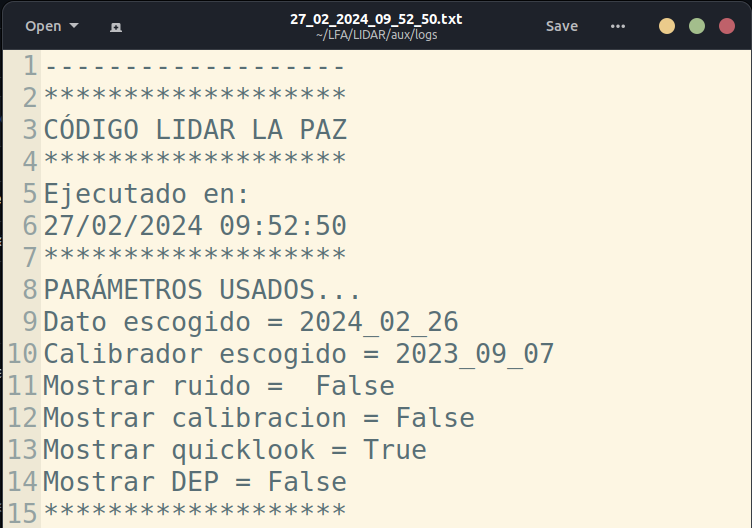 Open
27_02_2024_09_52_50.txt
~/LFA/LIDAR/aux/logs
Save
1 -------------------
2 *******************
3 CÓDIGO LIDAR LA PAZ
4 *******************
5 Ejecutado en:
6 27/02/2024 09:52:50
7 *******************
8 PARÁMETROS USADOS...
9 Dato escogido = 2024_02_26
10 Calibrador escogido = 2023_09_07
11 Mostrar ruido =  False
12 Mostrar calibracion = False
13 Mostrar quicklook = True
14 Mostrar DEP = False
15 *******************